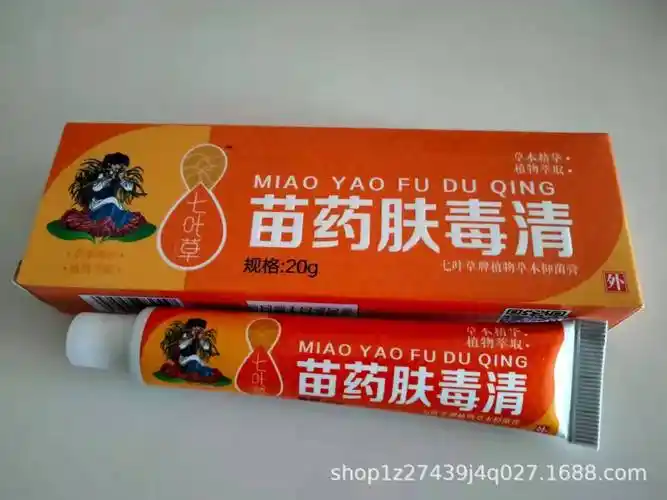 草本精华·
植物萃取·
MIAO YAO FU DU QING
七叶草
苗药肤毒清
规格:20g
七叶草牌植物草本抑菌膏
外
草本精华·
植物萃取·
MIAO YAO FU DU QING
七叶草
苗药肤毒清
外
shop1z27439j4q027.1688.com